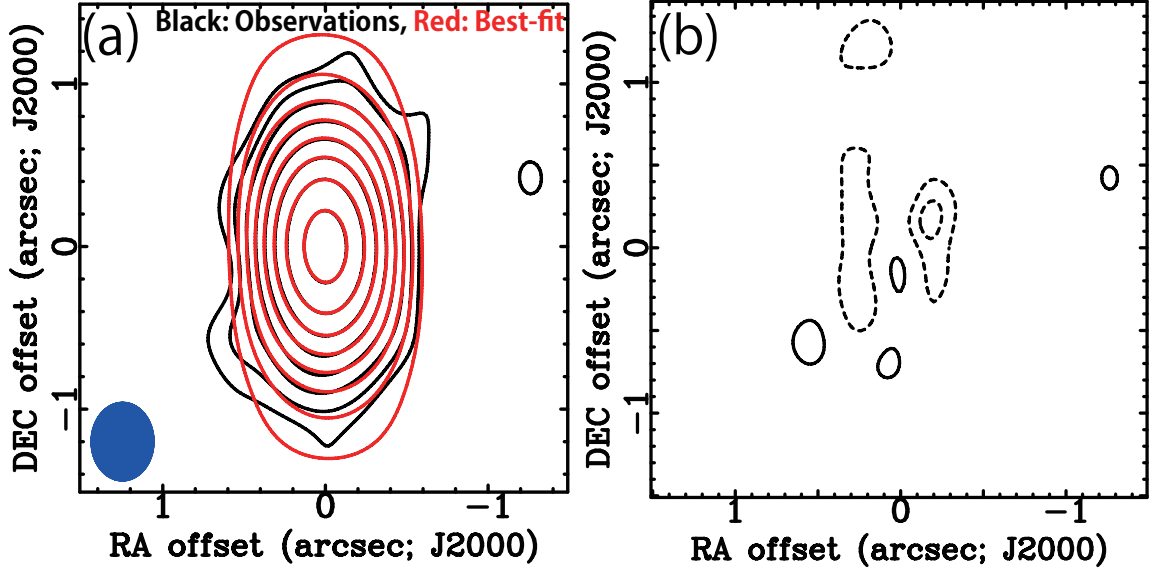 (a) Black: Observations, Red: Best-fit
DEC offset (arcsec; J2000)
1
0
−1
1 0 −1
RA offset (arcsec; J2000)
(b)
DEC offset (arcsec; J2000)
1
0
−1
1 0 −1
RA offset (arcsec; J2000)